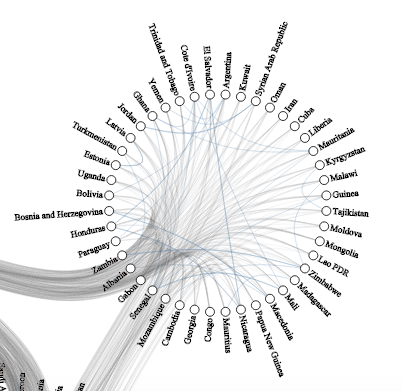 Trinidad and Tobago
Cote d'Ivoire
El Salvador
Argentina
Kuwait
Syrian Arab Republic
Oman
Iran
Cuba
Liberia
Mauritania
Kyrgyzstan
Malawi
Guinea
Tajikistan
Moldova
Mongolia
Lao PDR
Zimbabwe
Madagascar
Mali
Macedonia
Papua New Guinea
Nicaragua
Mauritius
Congo
Georgia
Cambodia
Mozambique
Senegal
Gabon
Albania
Zambia
Paraguay
Honduras
Bosnia and Herzegovina
Bolivia
Uganda
Estonia
Turkmenistan
Latvia
Jordan
Ghana
Yemen